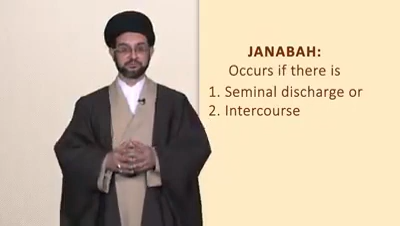 JANABAH:
Occurs if there is
1. Seminal discharge or
2. Intercourse